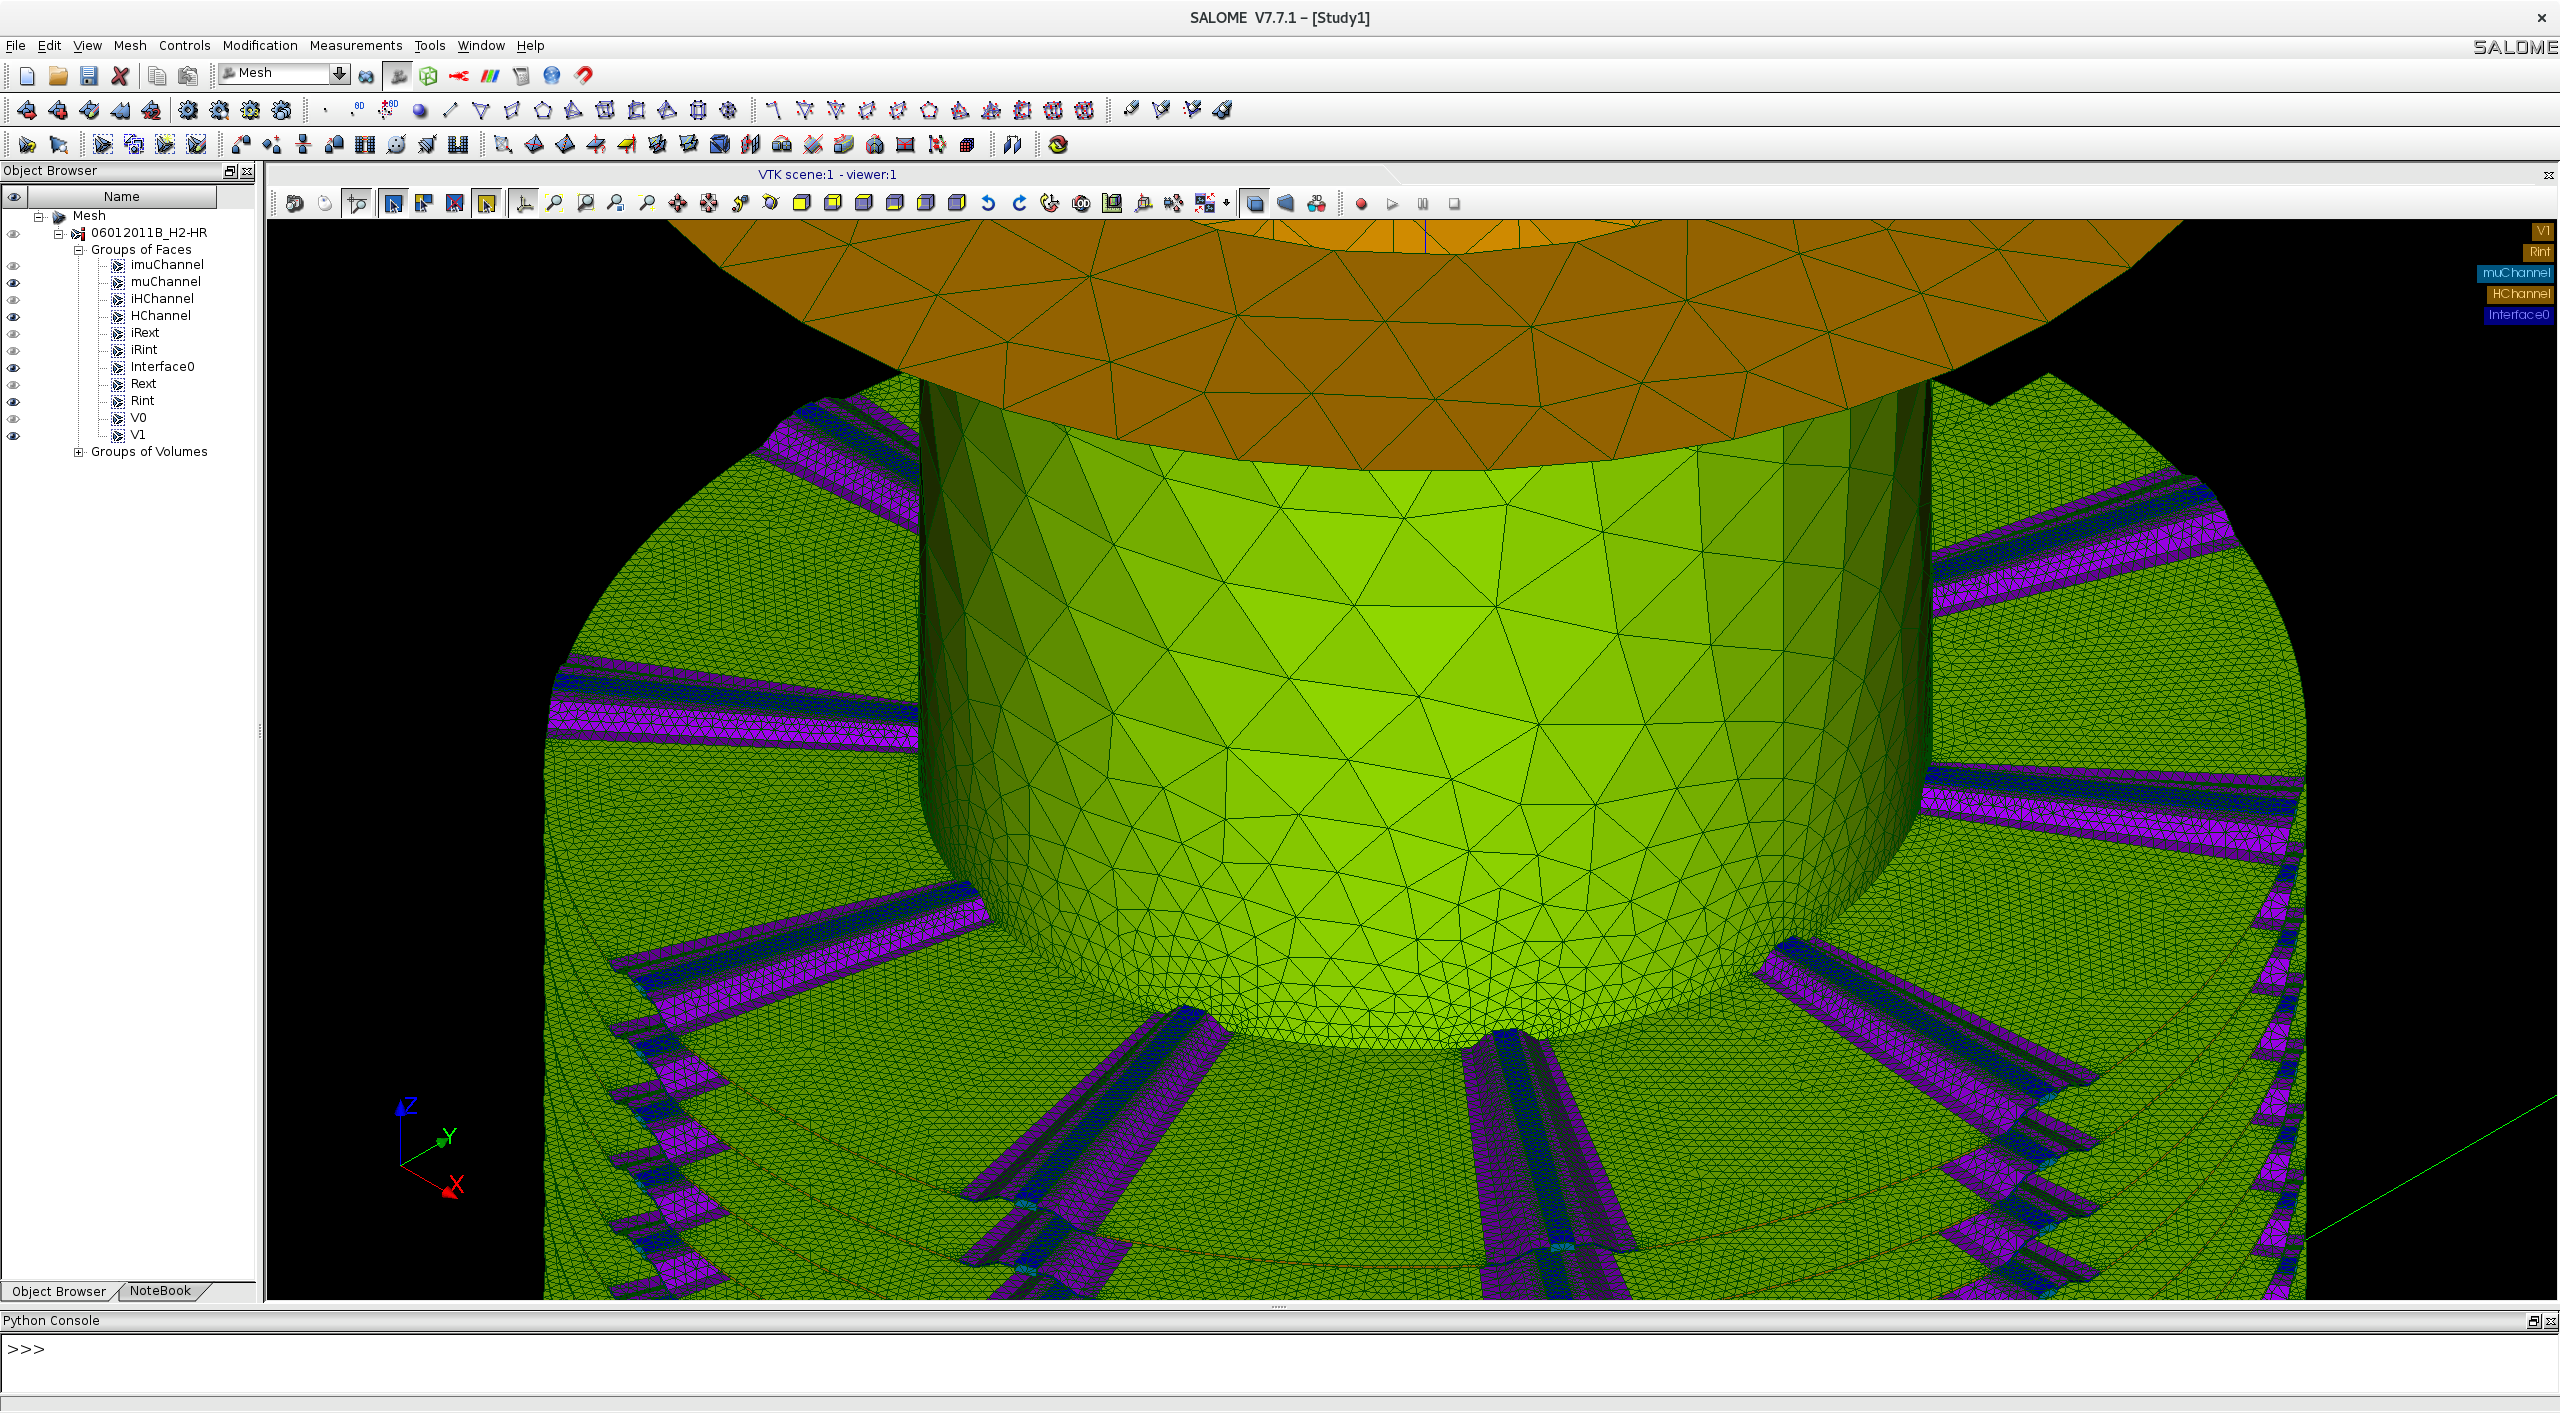 SALOME V7.7.1 – [Study1]
File Edit View Mesh Controls Modification Measurements Tools Window Help
SALOME
Mesh
0D 0D
Object Browser
VTK scene:1 - viewer:1
Name
Mesh
06012011B_H2-HR
Groups of Faces
imuChannel
muChannel
iHChannel
HChannel
iRext
iRint
Interface0
Rext
Rint
V0
V1
Groups of Volumes
V1
Rint
muChannel
HChannel
Interface0
Z
Y
X
Object Browser NoteBook
Python Console
>>>